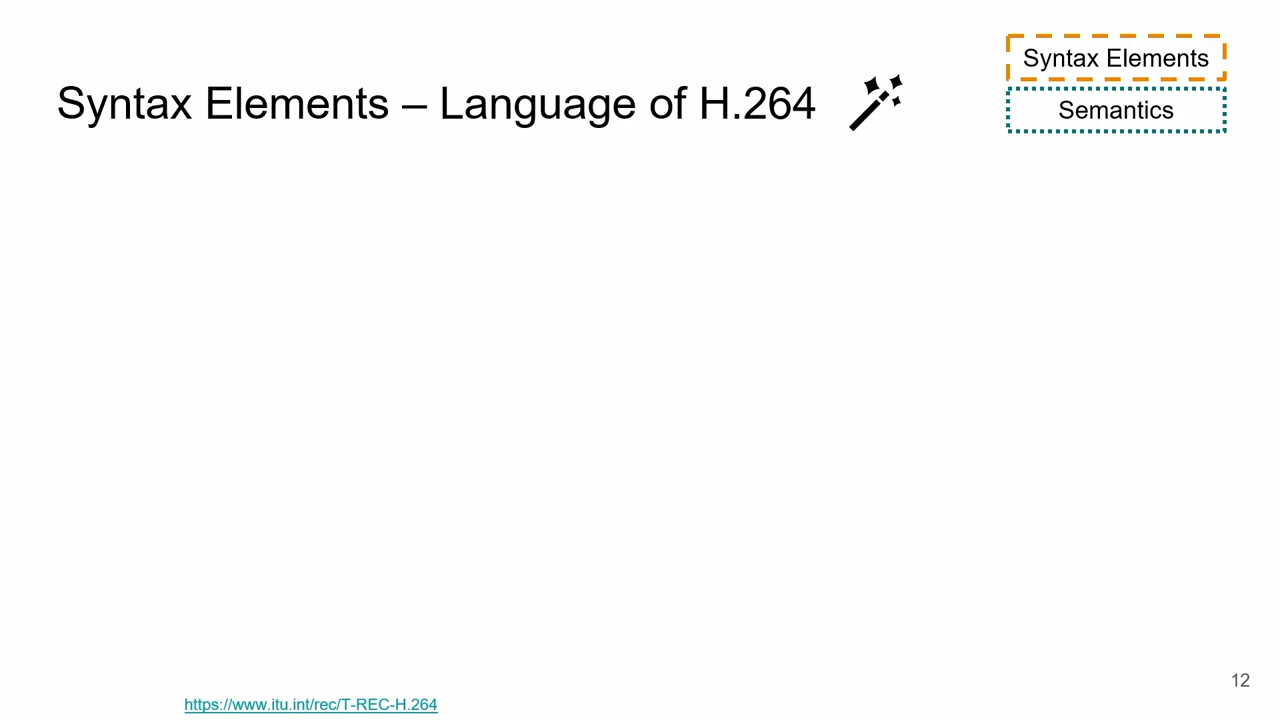 Syntax Elements
Semantics
Syntax Elements – Language of H.264
12
https://www.itu.int/rec/T-REC-H.264